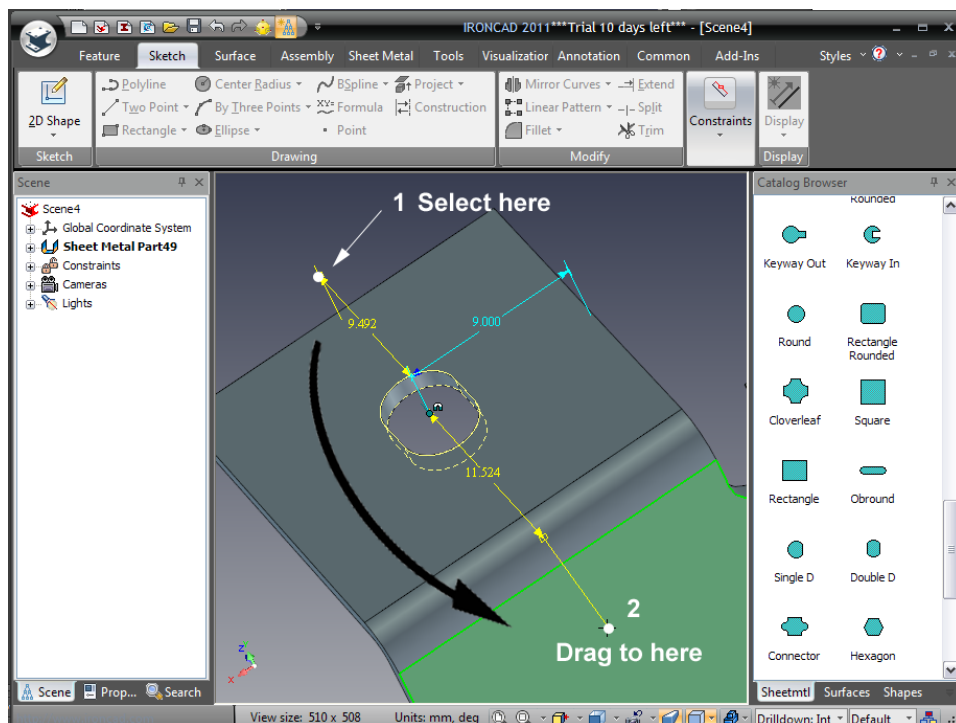 IRONCAD 2011***Trial 10 days left*** - [Scene4]
Feature Sketch Surface Assembly Sheet Metal Tools Visualization Annotation Common Add-Ins Styles
2D Shape
Sketch
Polyline
Two Point
Rectangle
Center Radius
By Three Points
Ellipse
BSpline
Formula
Point
Project
Construction
Drawing
Mirror Curves
Linear Pattern
Fillet
Extend
Split
Trim
Modify
Constraints
Display
Display
Scene
Scene4
Global Coordinate System
Sheet Metal Part49
Constraints
Cameras
Lights
Scene Prop... Search
1 Select here
9.492
9.000
11.524
2
Drag to here
z
x
Catalog Browser
Rounded
Keyway Out Keyway In
Round Rectangle
Rounded
Cloverleaf Square
Rectangle Obround
Single D Double D
Connector Hexagon
Sheetmtl Surfaces Shapes
View size: 510 x 508 Units: mm, deg Drilldown: Int Default